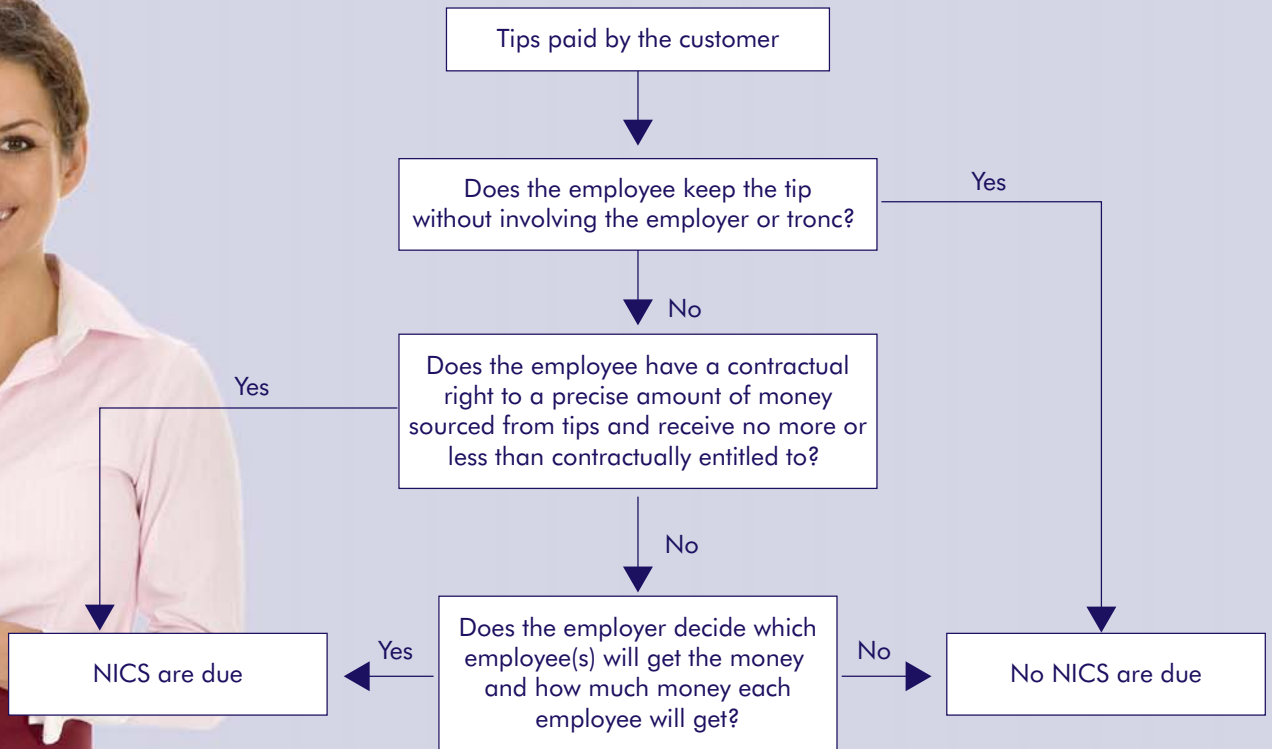 Tips paid by the customer
Does the employee keep the tip
without involving the employer or tronc?
Yes
No
Does the employee have a contractual
right to a precise amount of money
sourced from tips and receive no more or
less than contractually entitled to?
Yes
No
Does the employer decide which
employee(s) will get the money
and how much money each
employee will get?
Yes
No
NICS are due
No NICS are due